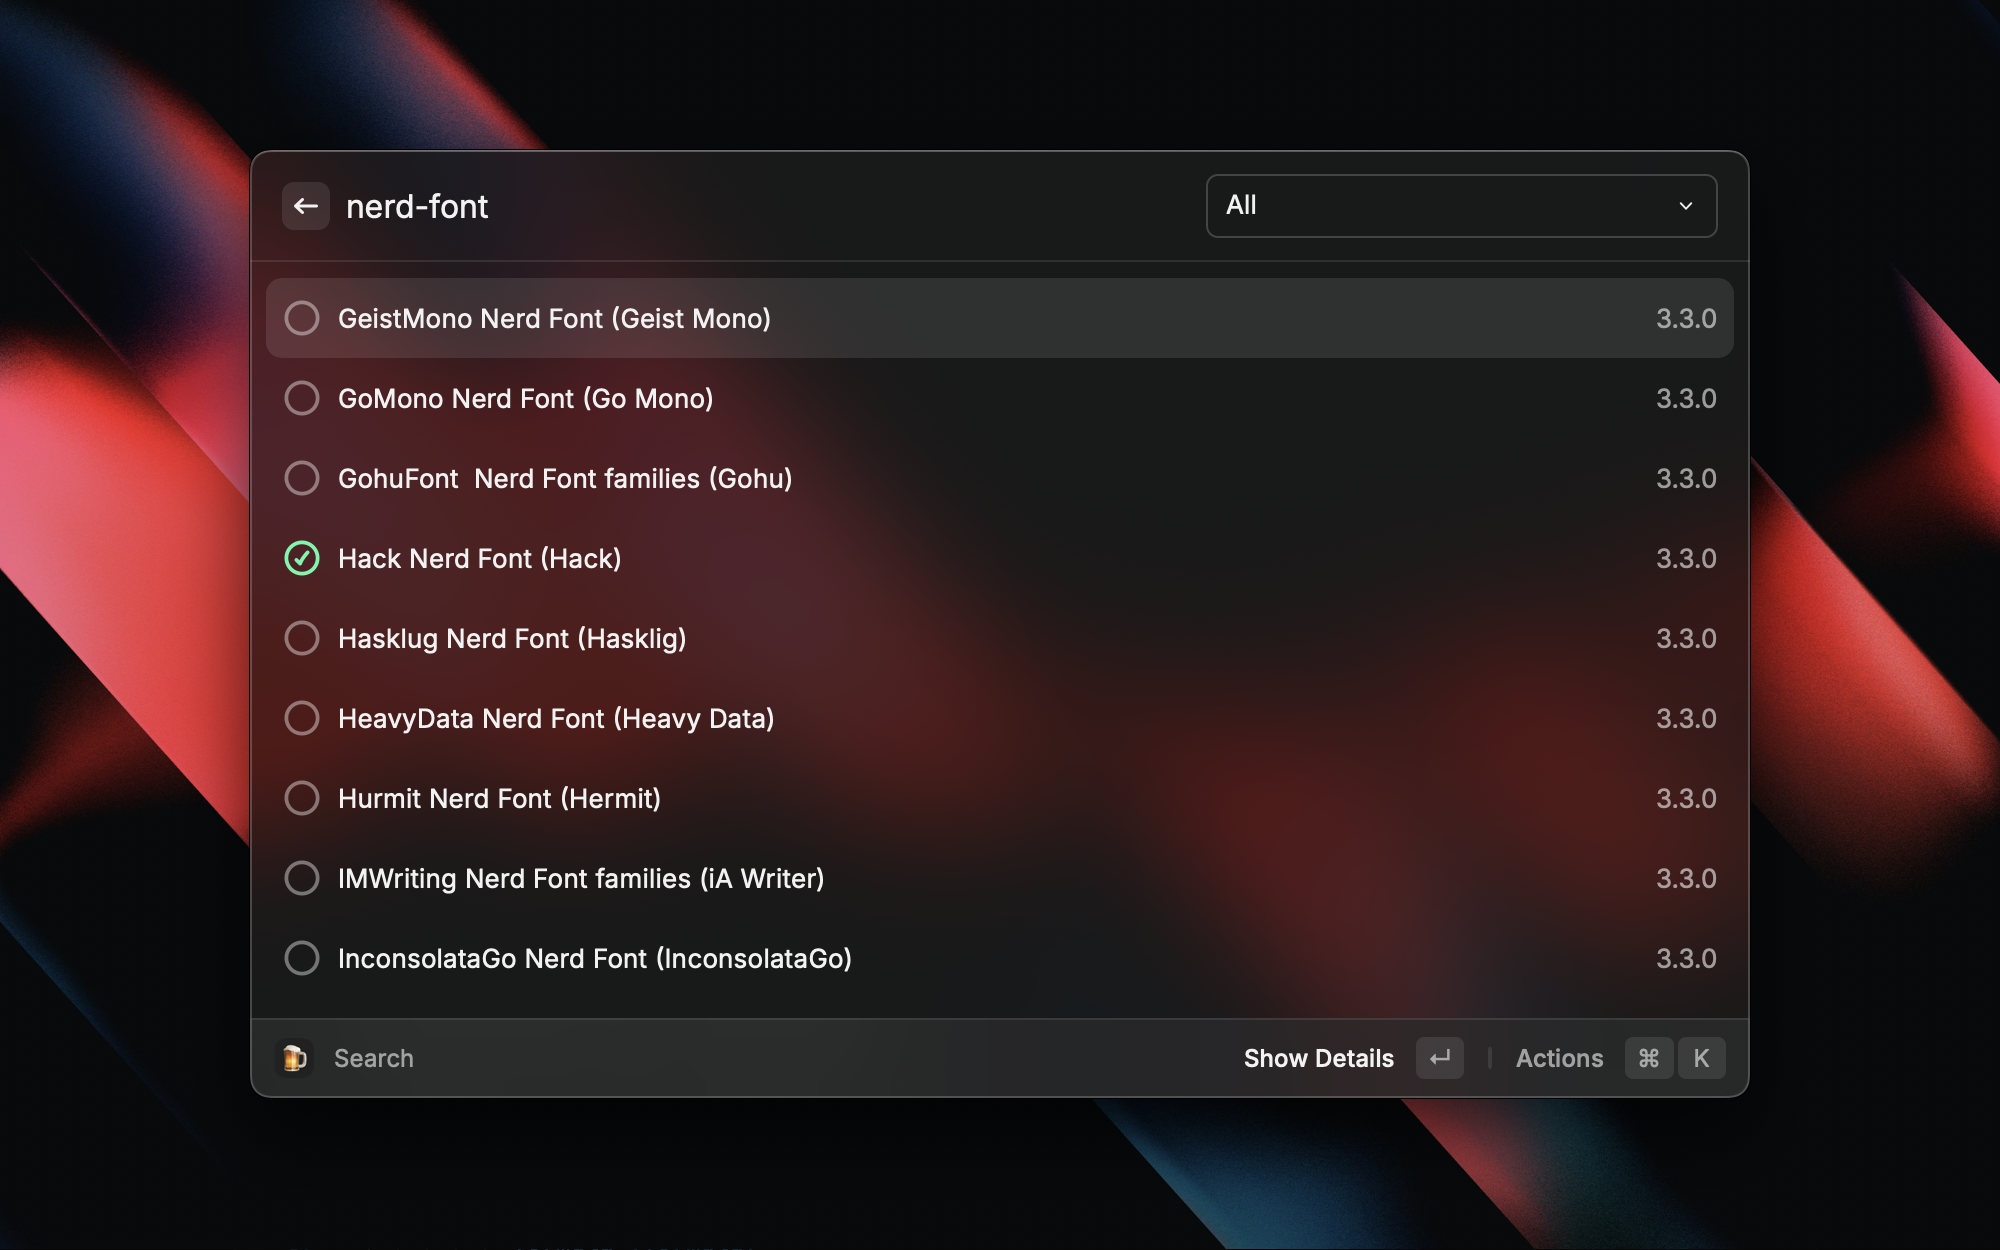 nerd-font
All
GeistMono Nerd Font (Geist Mono) 3.3.0
GoMono Nerd Font (Go Mono) 3.3.0
GohuFont  Nerd Font families (Gohu) 3.3.0
Hack Nerd Font (Hack) 3.3.0
Hasklug Nerd Font (Hasklig) 3.3.0
HeavyData Nerd Font (Heavy Data) 3.3.0
Hurmit Nerd Font (Hermit) 3.3.0
IMWriting Nerd Font families (iA Writer) 3.3.0
InconsolataGo Nerd Font (InconsolataGo) 3.3.0
Search Show Details ↵ Actions ⌘ K